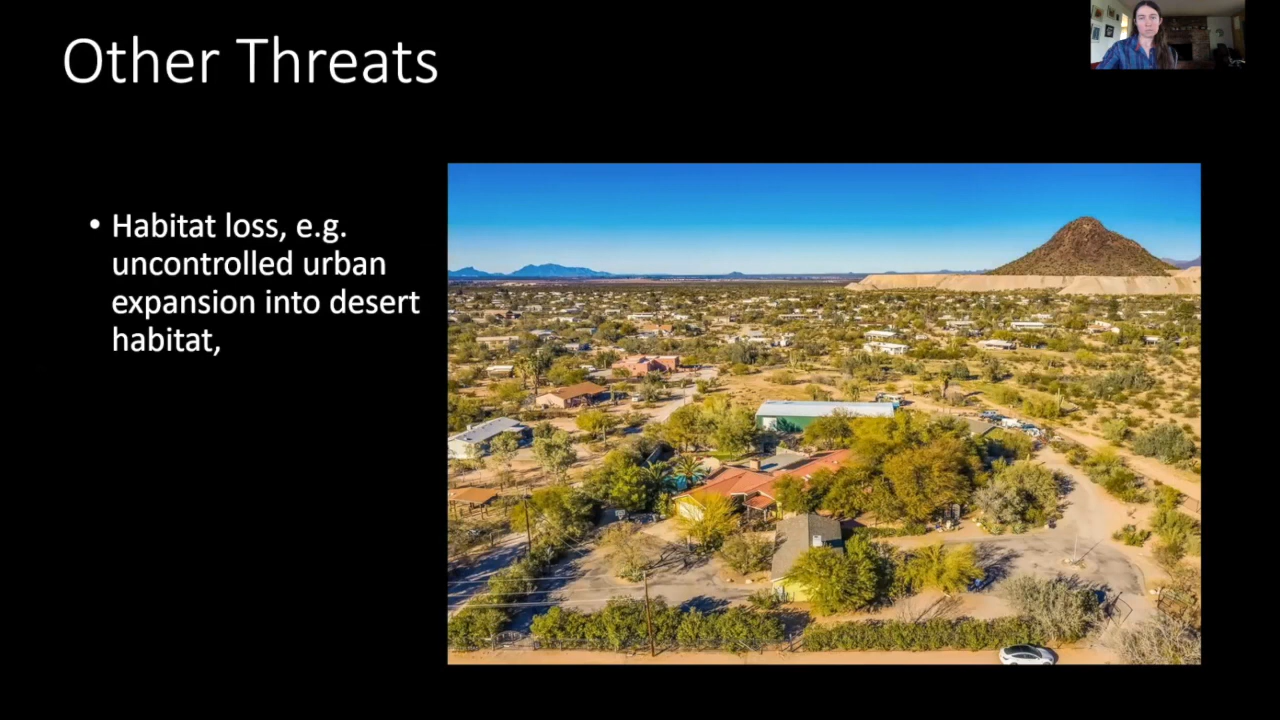 Other Threats
• Habitat loss, e.g.
uncontrolled urban
expansion into desert
habitat,